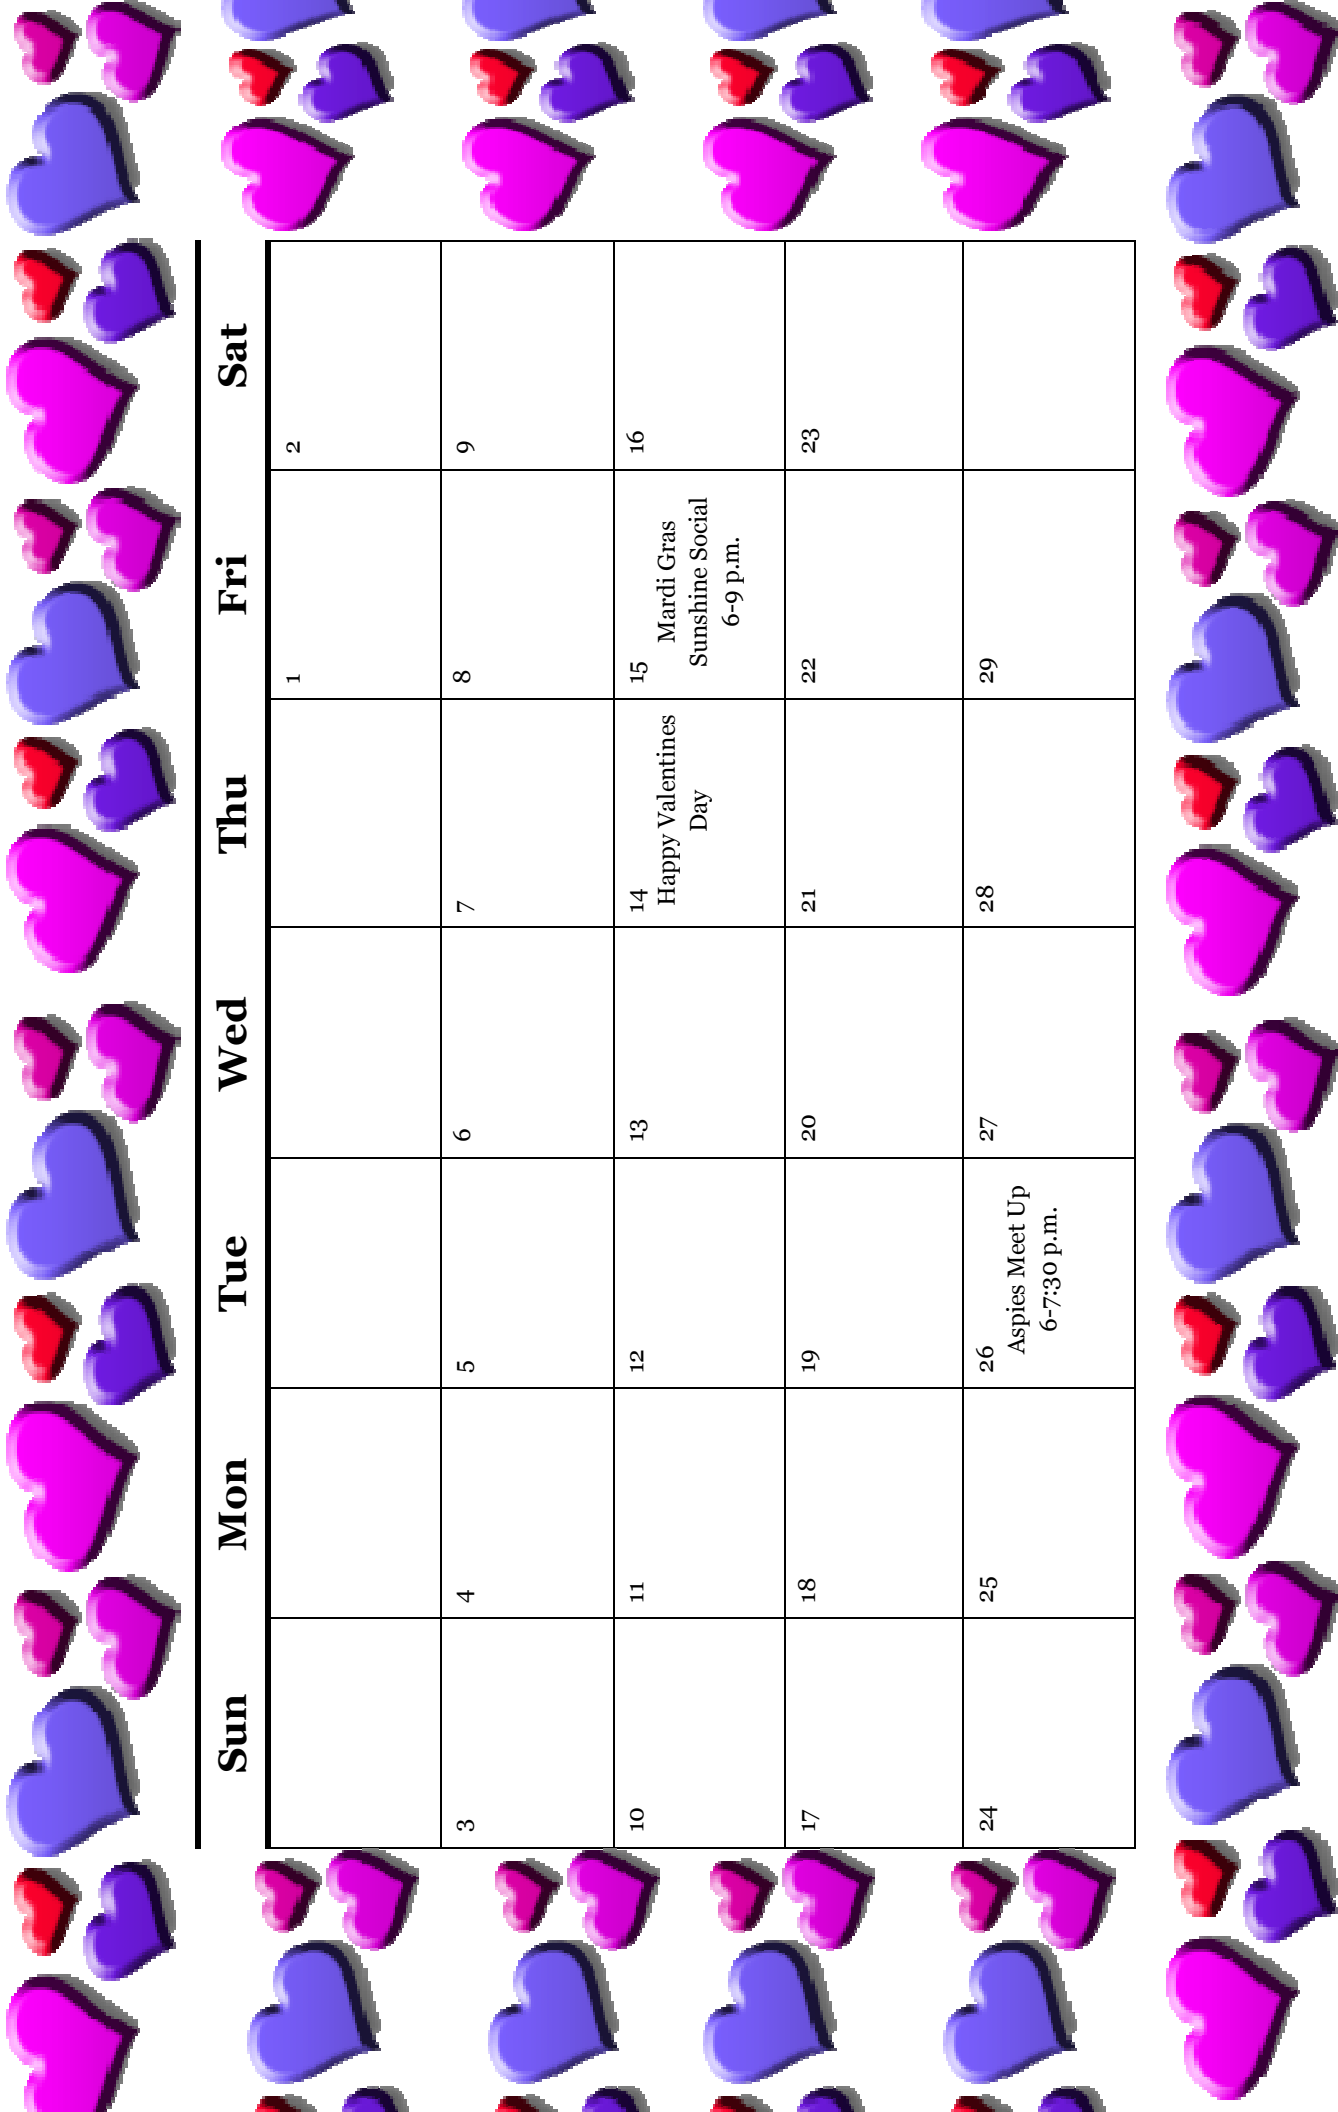 Sun Mon Tue Wed Thu Fri Sat
1 2
3 4 5 6 7 8 9
10 11 12 13 14 15 16
Happy Valentines
Day
Mardi Gras
Sunshine Social
6-9 p.m.
17 18 19 20 21 22 23
24 25 26 27 28 29
Aspies Meet Up
6-7:30 p.m.